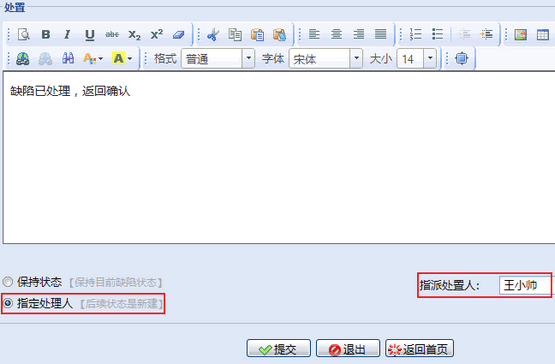 处置
B I U abc X₂ X²
A A 格式 普通 字体 宋体 大小 14
缺陷已处理，返回确认
保持状态 【保持目前缺陷状态】
指派处置人： 王小帅
指定处理人 【后续状态是新建】
提交 退出 返回首页